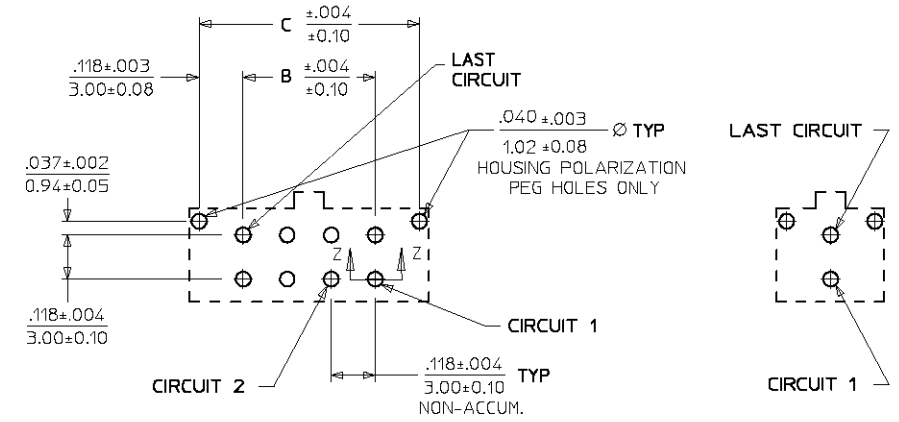 C ±.004
±0.10
.118±.003
3.00±0.08
B ±.004
±0.10
LAST
CIRCUIT
.040 ±.003
1.02 ±0.08
Ø TYP
HOUSING POLARIZATION
PEG HOLES ONLY
LAST CIRCUIT
.037±.002
0.94±0.05
Z Z
.118±.004
3.00±0.10
CIRCUIT 1
CIRCUIT 2
.118±.004
3.00±0.10
TYP
NON-ACCUM.
CIRCUIT 1